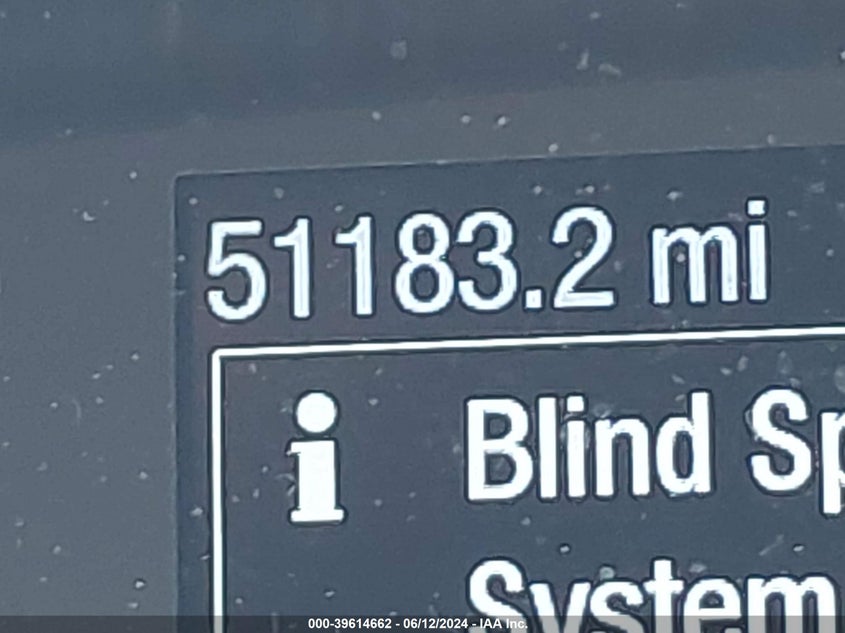 51183.2 mi
i
Blind Sp
System
000-39614662 - 06/12/2024 - IAA Inc.